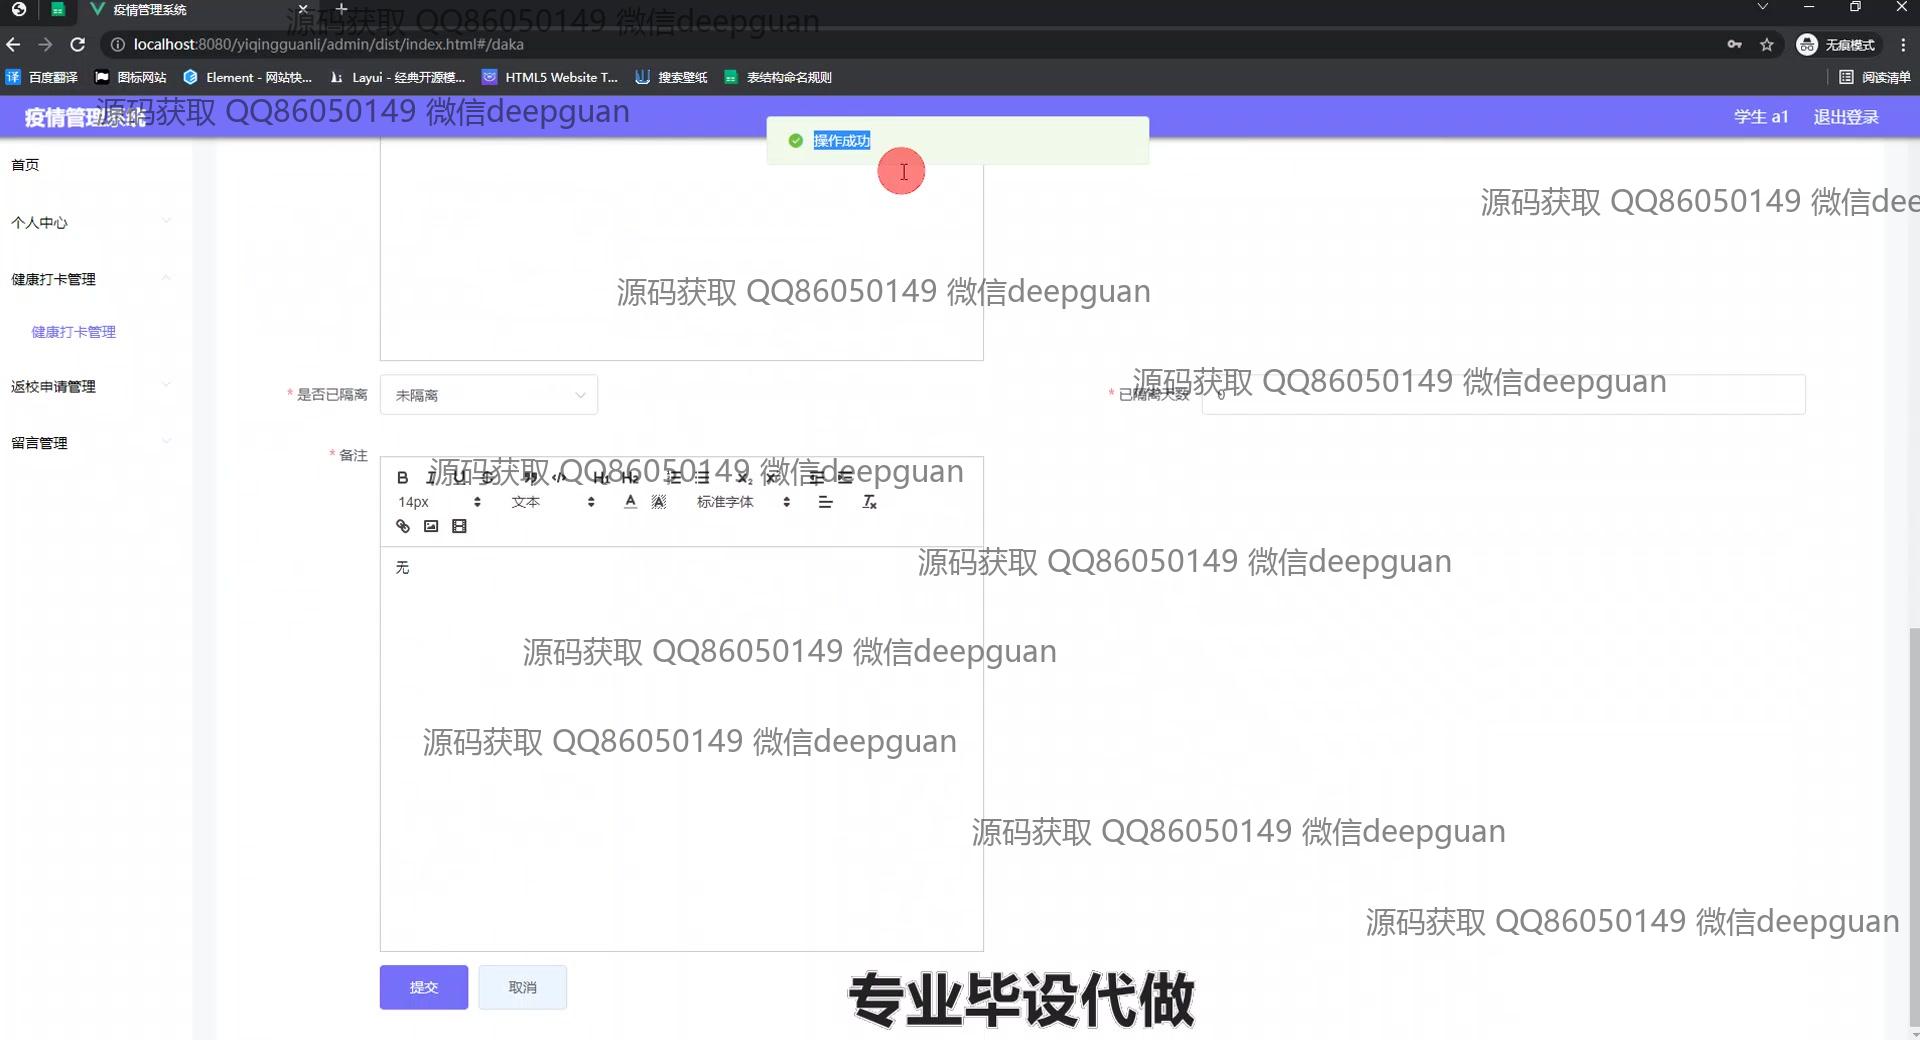 疫情管理系统
源码获取 QQ86050149 微信deepguan
localhost:8080/yiqingguanli/admin/dist/index.html#/daka
无痕模式
百度翻译
图标网站
Element - 网站快...
Layui - 经典开源模...
HTML5 Website T...
搜索壁纸
表结构命名规则
阅读清单
疫情管理系统
源码获取 QQ86050149 微信deepguan
学生 a1
退出登录
操作成功
首页
源码获取 QQ86050149 微信dee
个人中心
健康打卡管理
源码获取 QQ86050149 微信deepguan
健康打卡管理
返校申请管理
* 是否已隔离
未隔离
* 已隔离天数
0
源码获取 QQ86050149 微信deepguan
留言管理
* 备注
源码获取 QQ86050149 微信deepguan
14px
文本
标准字体
无
源码获取 QQ86050149 微信deepguan
源码获取 QQ86050149 微信deepguan
源码获取 QQ86050149 微信deepguan
源码获取 QQ86050149 微信deepguan
源码获取 QQ86050149 微信deepguan
提交
取消
专业毕设代做